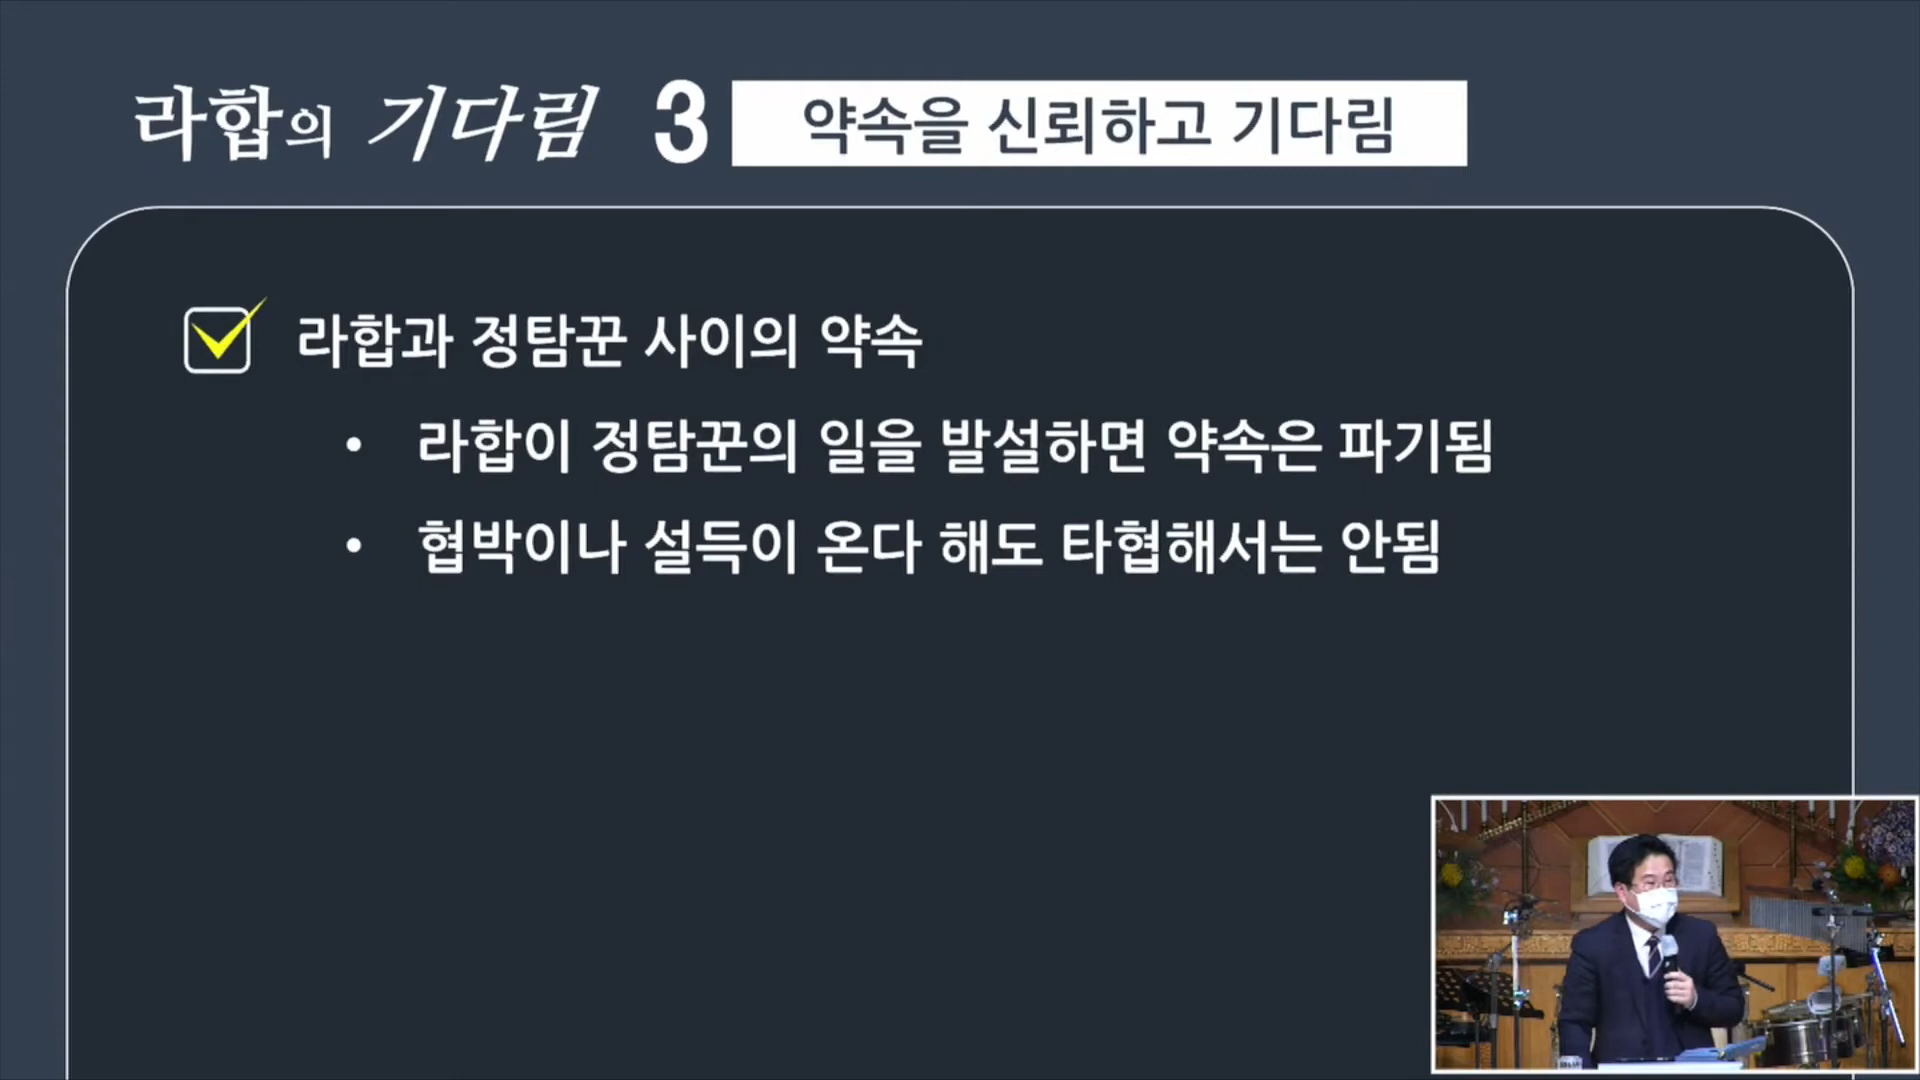 라합의 기다림 3 약속을 신뢰하고 기다림
라합과 정탐꾼 사이의 약속
• 라합이 정탐꾼의 일을 발설하면 약속은 파기됨
• 협박이나 설득이 온다 해도 타협해서는 안됨